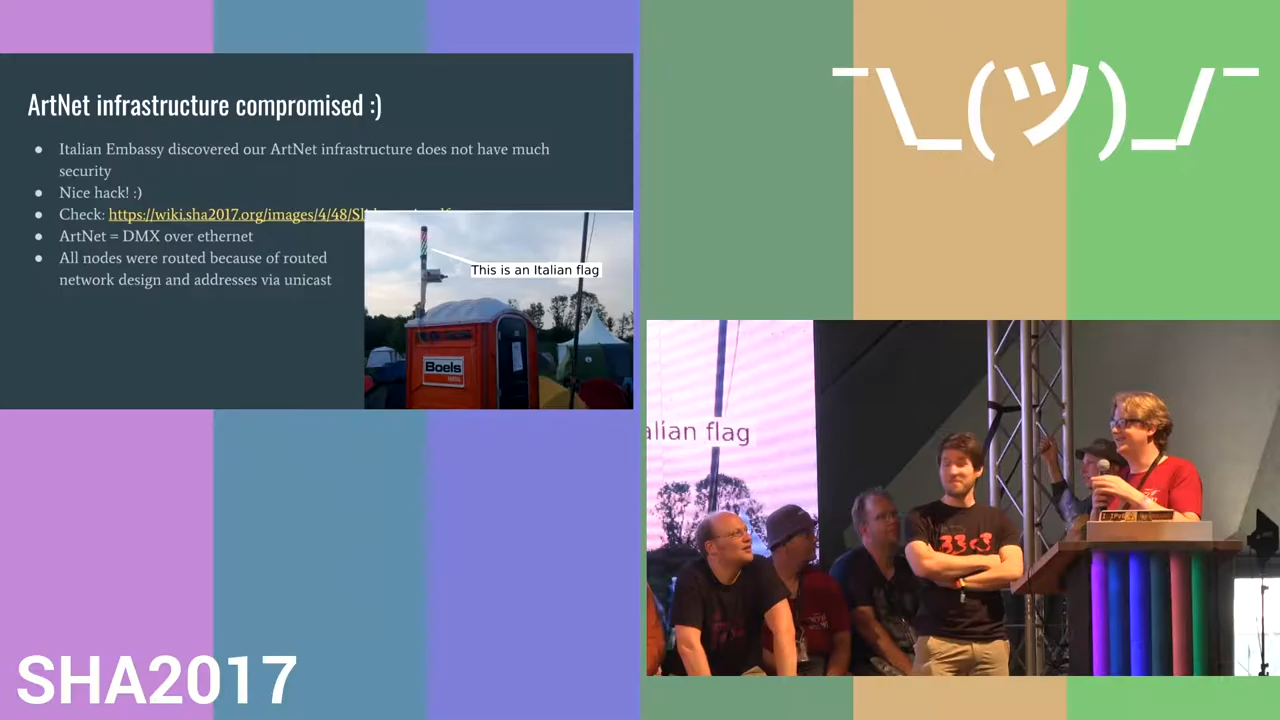 ArtNet infrastructure compromised :)
● Italian Embassy discovered our ArtNet infrastructure does not have much
security
● Nice hack! :)
● Check: https://wiki.sha2017.org/images/4/48/Sl
● ArtNet = DMX over ethernet
● All nodes were routed because of routed
network design and addresses via unicast
This is an Italian flag
Boels
¯\_(ツ)_/¯
alian flag
33c3
SHA2017